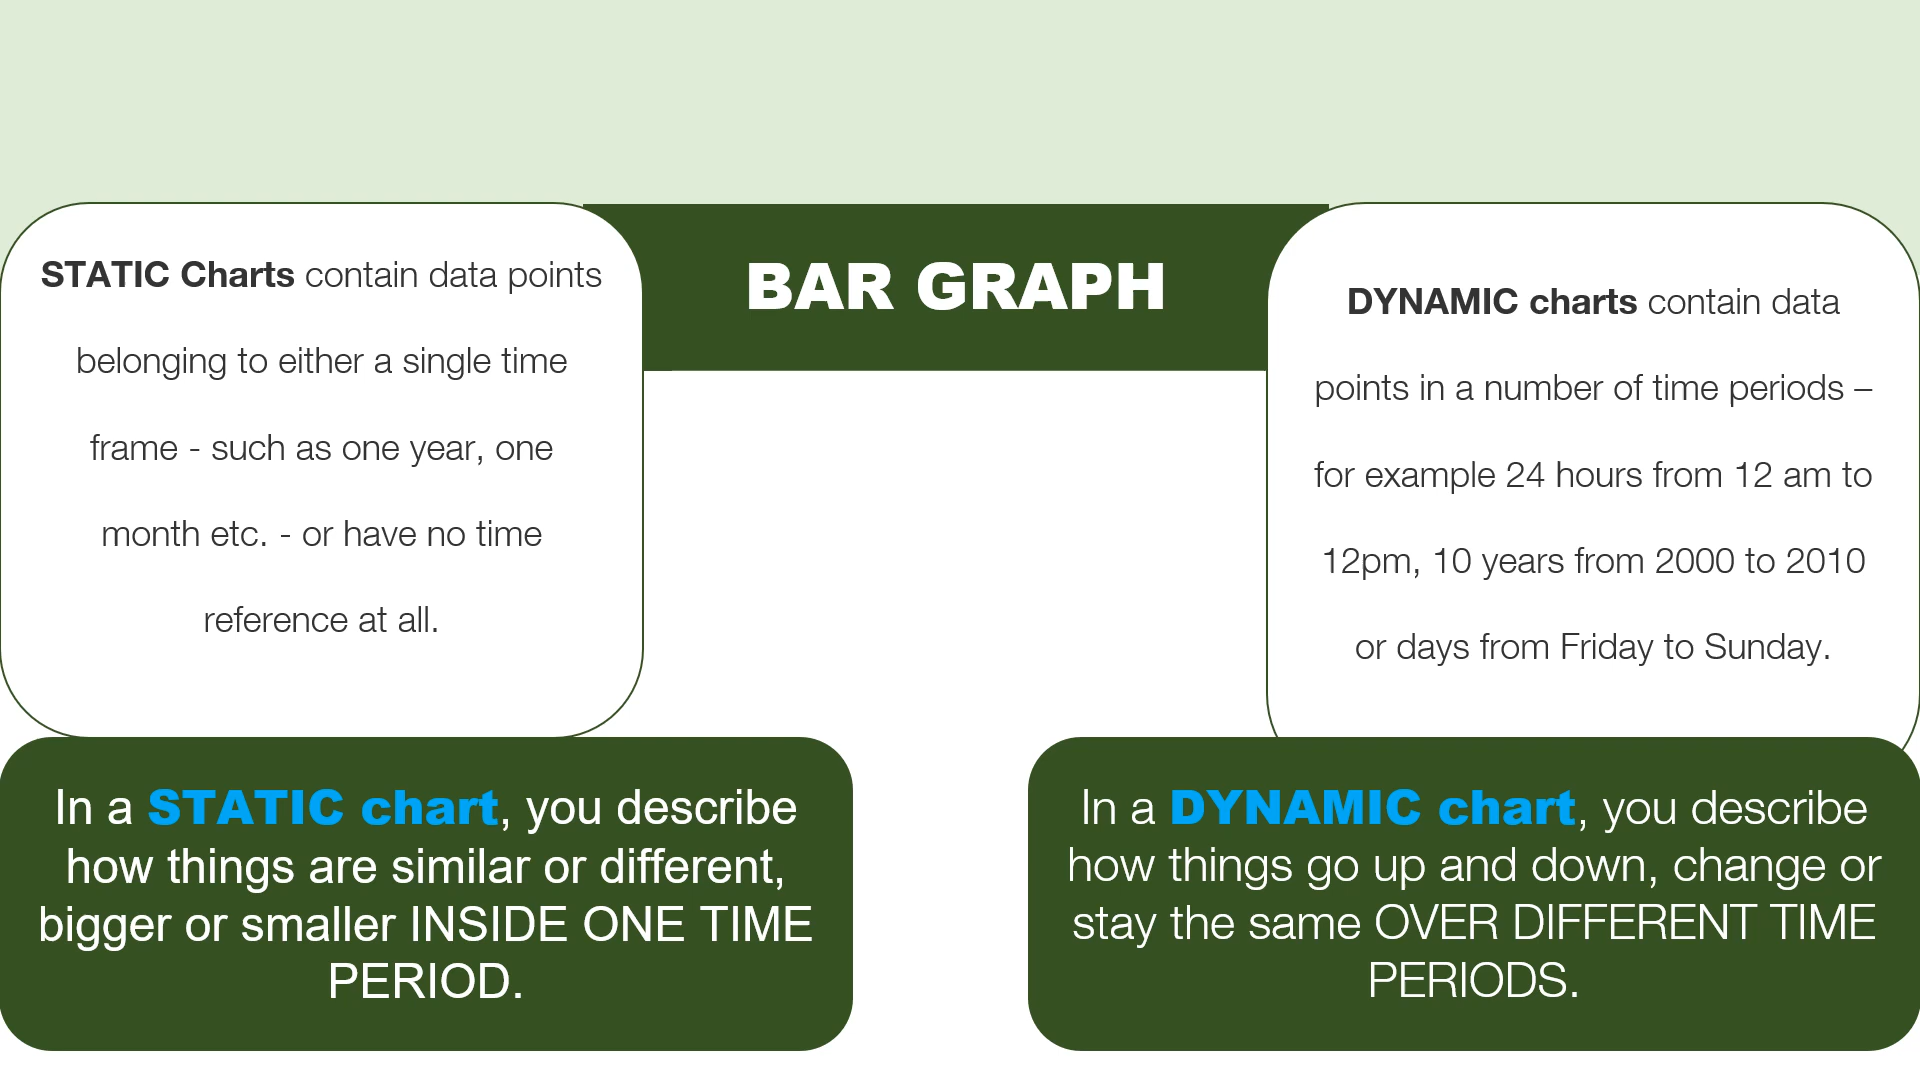 BAR GRAPH
STATIC Charts contain data points
belonging to either a single time
frame - such as one year, one
month etc. - or have no time
reference at all.
DYNAMIC charts contain data
points in a number of time periods –
for example 24 hours from 12 am to
12pm, 10 years from 2000 to 2010
or days from Friday to Sunday.
In a STATIC chart, you describe
how things are similar or different,
bigger or smaller INSIDE ONE TIME
PERIOD.
In a DYNAMIC chart, you describe
how things go up and down, change or
stay the same OVER DIFFERENT TIME
PERIODS.